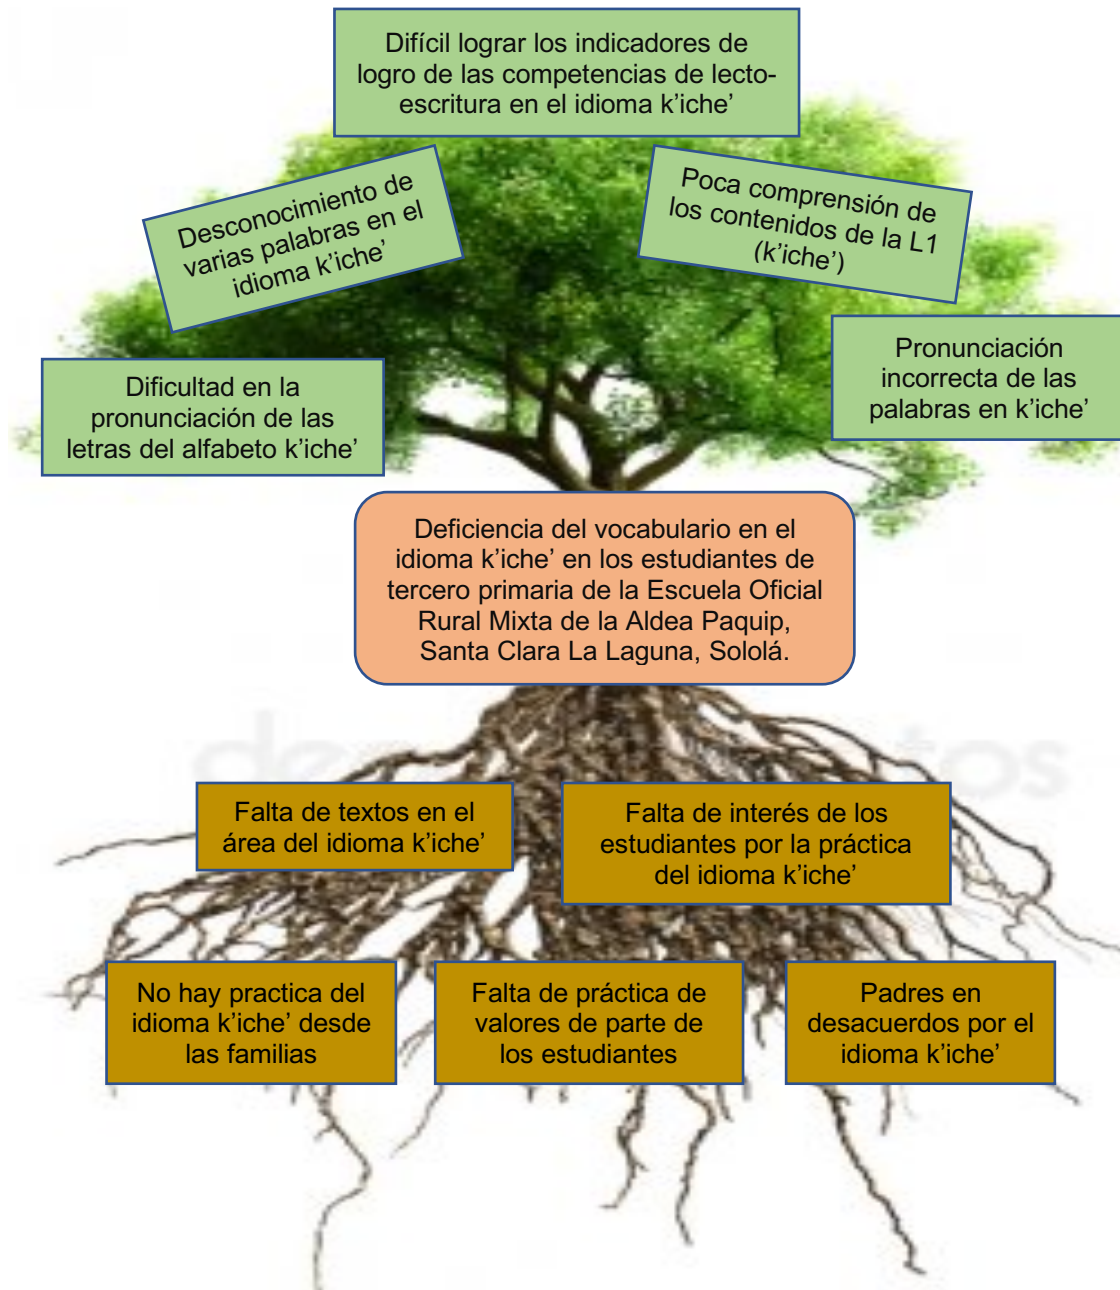 Difícil lograr los indicadores de
logro de las competencias de lecto-
escritura en el idioma k’iche’
Desconocimiento de
varias palabras en el
idioma k’iche’
Poca comprensión de
los contenidos de la L1
(k’iche’)
Dificultad en la
pronunciación de las
letras del alfabeto k’iche’
Pronunciación
incorrecta de las
palabras en k’iche’
Deficiencia del vocabulario en el
idioma k’iche’ en los estudiantes de
tercero primaria de la Escuela Oficial
Rural Mixta de la Aldea Paquip,
Santa Clara La Laguna, Sololá.
Falta de textos en el
área del idioma k’iche’
Falta de interés de los
estudiantes por la práctica
del idioma k’iche’
No hay practica del
idioma k’iche’ desde
las familias
Falta de práctica de
valores de parte de
los estudiantes
Padres en
desacuerdos por el
idioma k’iche’